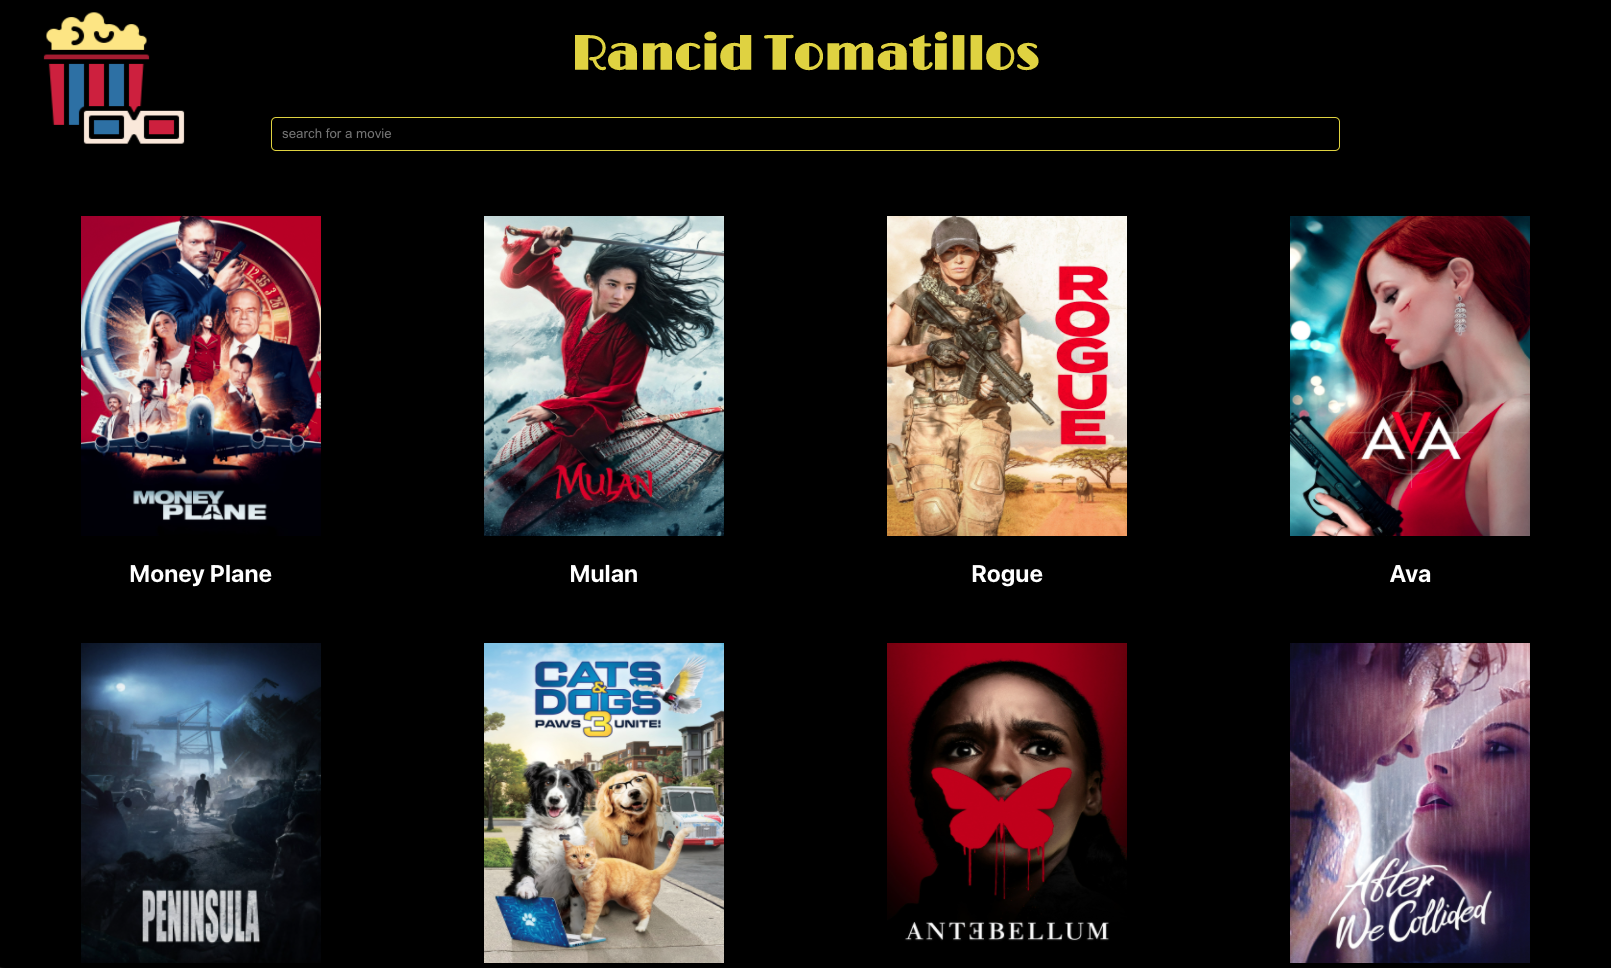 Rancid Tomatillos
search for a movie
MONEY
PLANE
MULAN
ROGUE
AVA
Money Plane
Mulan
Rogue
Ava
PENINSULA
CATS
&
DOGS
PAWS 3 UNITE!
ANTƎBELLUM
After
We Collided